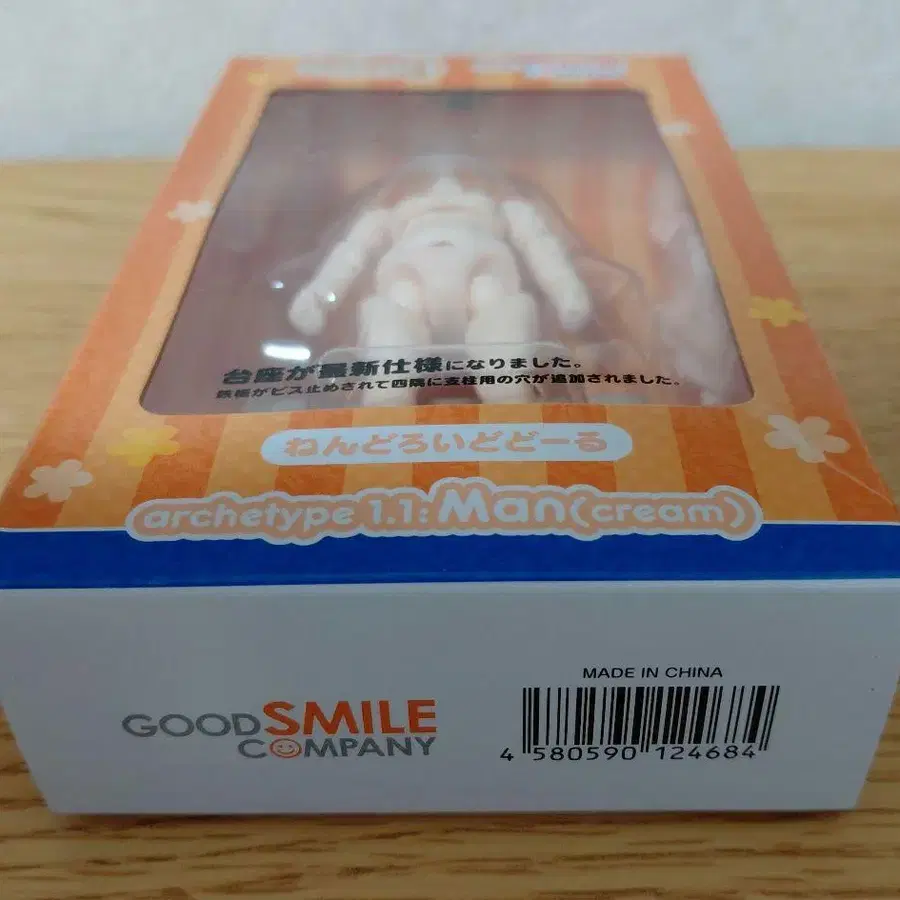 台座が最新仕様になりました。
鉄板がビス止めされて四隅に支柱用の穴が追加されました。
ねんどろいどどーる
archetype 1.1: Man (cream)
MADE IN CHINA
GOOD SMILE
COMPANY
4 580590 124684